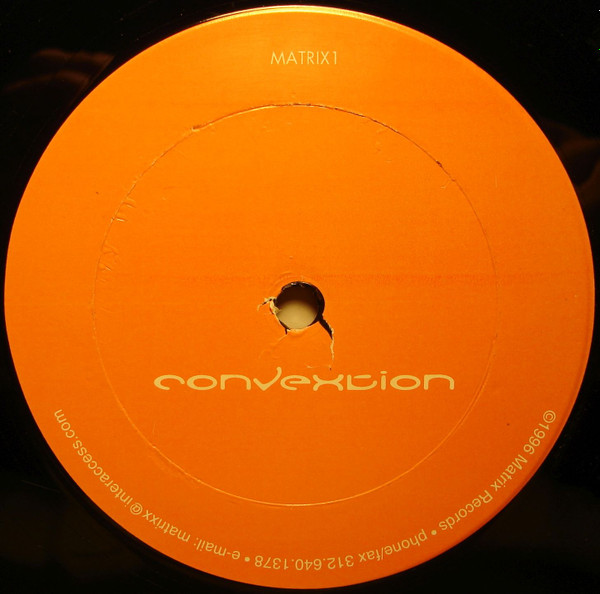 MATRIX1
convextion
©1996 Matrix Records • phone/fax 312.640.1378 • e-mail: matrixx@interaccess.com